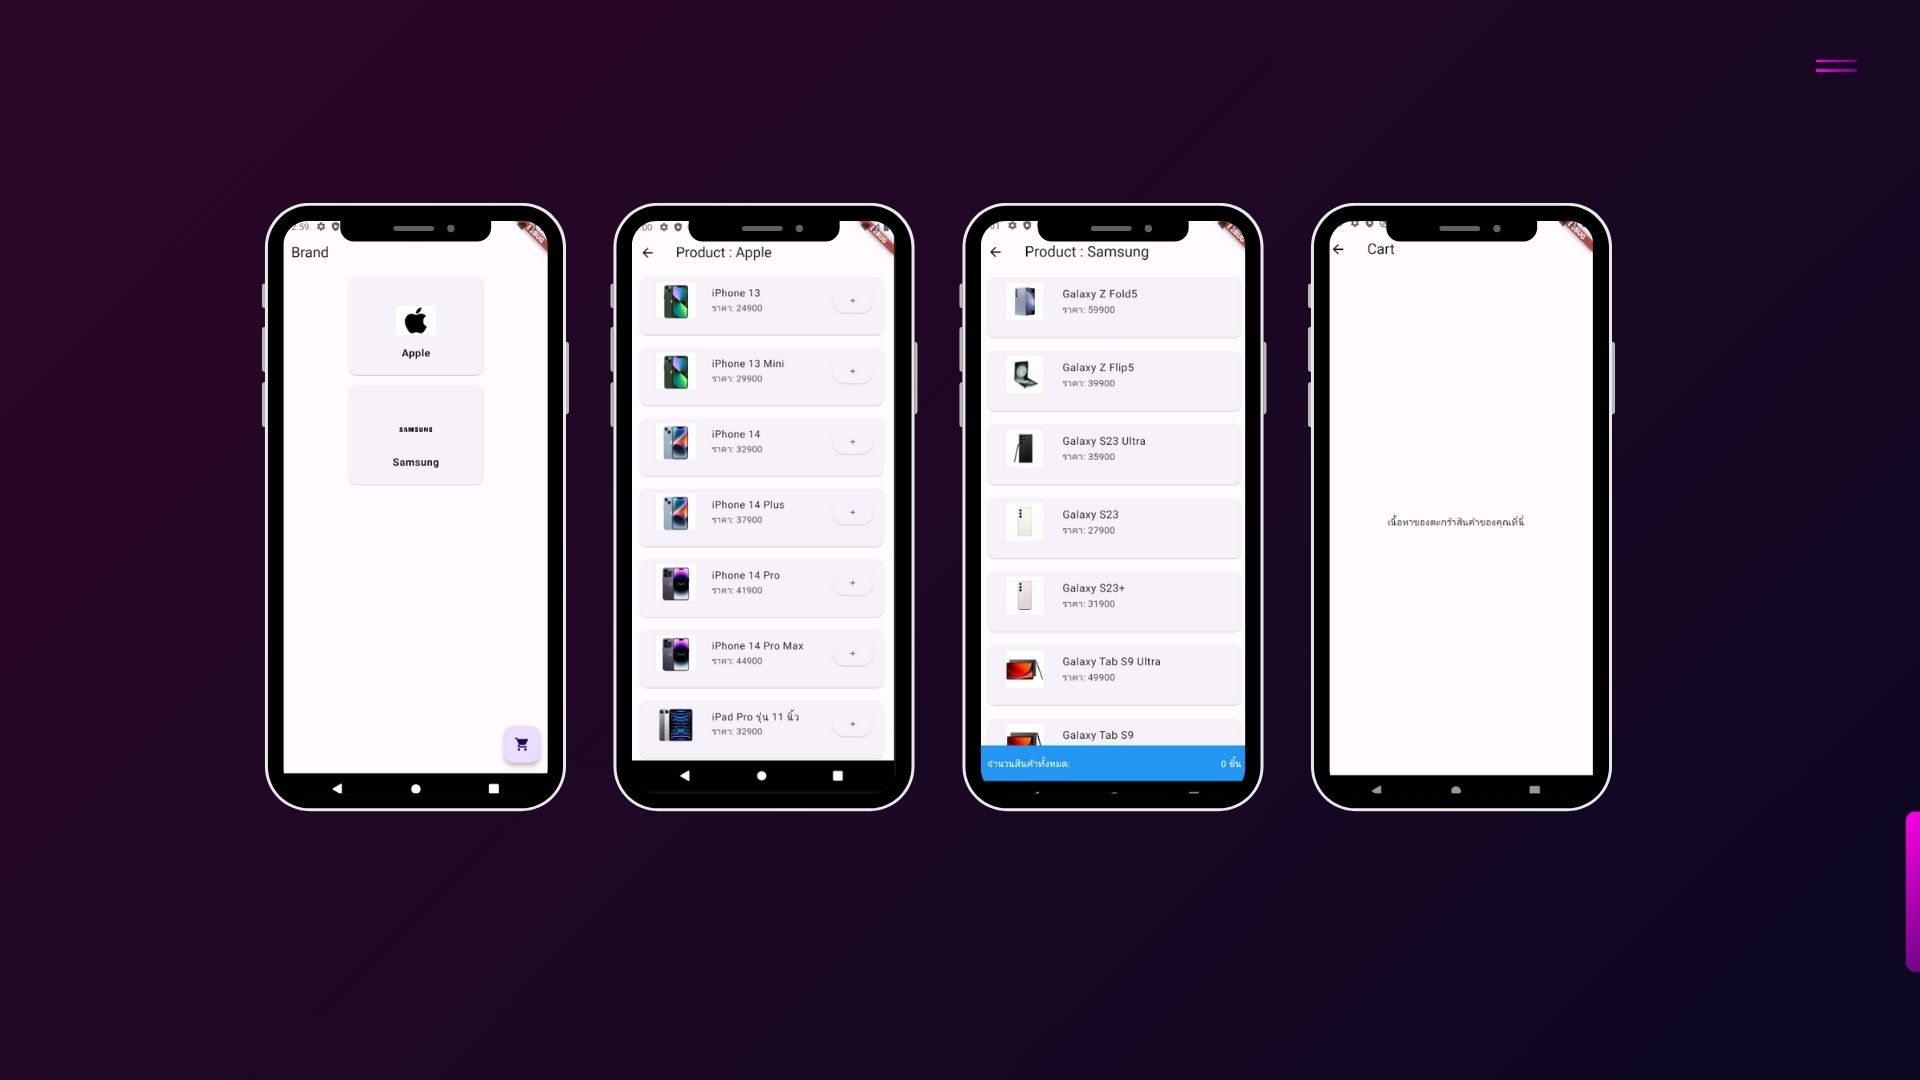 Brand
Apple
SAMSUNG
Samsung
Product : Apple
iPhone 13
ราคา: 24900
+
iPhone 13 Mini
ราคา: 29900
+
iPhone 14
ราคา: 32900
+
iPhone 14 Plus
ราคา: 37900
+
iPhone 14 Pro
ราคา: 41900
+
iPhone 14 Pro Max
ราคา: 44900
+
iPad Pro รุ่น 11 นิ้ว
ราคา: 32900
+
Product : Samsung
Galaxy Z Fold5
ราคา: 59900
Galaxy Z Flip5
ราคา: 39900
Galaxy S23 Ultra
ราคา: 35900
Galaxy S23
ราคา: 27900
Galaxy S23+
ราคา: 31900
Galaxy Tab S9 Ultra
ราคา: 49900
Galaxy Tab S9
จำนวนสินค้าทั้งหมด: 0 ชิ้น
Cart
เนื้อหาของตะกร้าสินค้าของคุณที่นี่